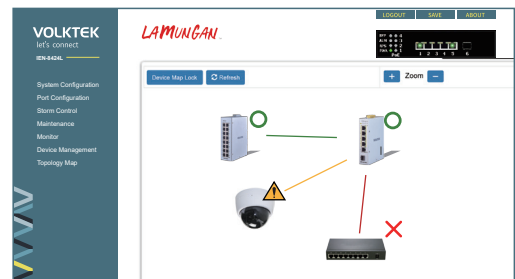 LOGOUT SAVE ABOUT
VOLKTEK
let's connect
IEN-8424L
LAMUNGAN.
PoE
1 2 3 4 5 6
System Configuration
Port Configuration
Storm Control
Maintenance
Monitor
Device Management
Topology Map
Device Map Lock
Refresh
+ Zoom −